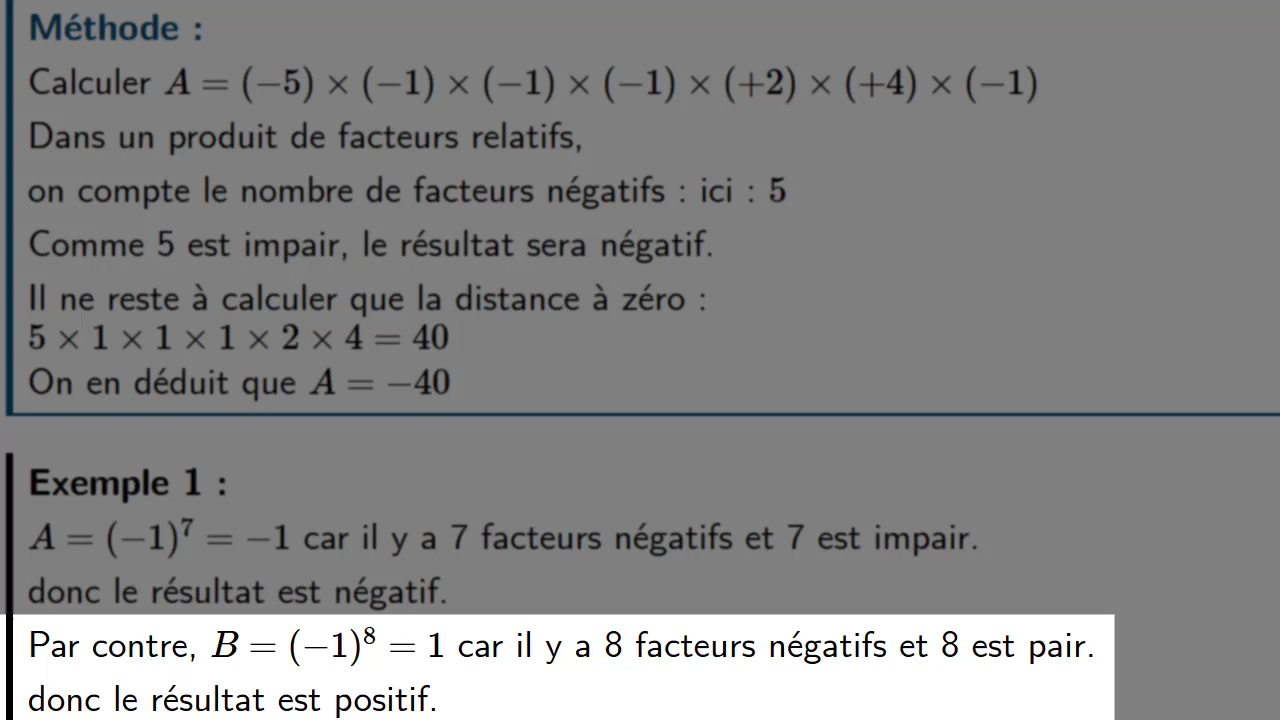 Méthode :
Calculer A = (−5) × (−1) × (−1) × (−1) × (+2) × (+4) × (−1)
Dans un produit de facteurs relatifs,
on compte le nombre de facteurs négatifs : ici : 5
Comme 5 est impair, le résultat sera négatif.
Il ne reste à calculer que la distance à zéro :
5 × 1 × 1 × 1 × 2 × 4 = 40
On en déduit que A = −40
Exemple 1 :
A = (−1)⁷ = −1 car il y a 7 facteurs négatifs et 7 est impair.
donc le résultat est négatif.
Par contre, B = (−1)⁸ = 1 car il y a 8 facteurs négatifs et 8 est pair.
donc le résultat est positif.